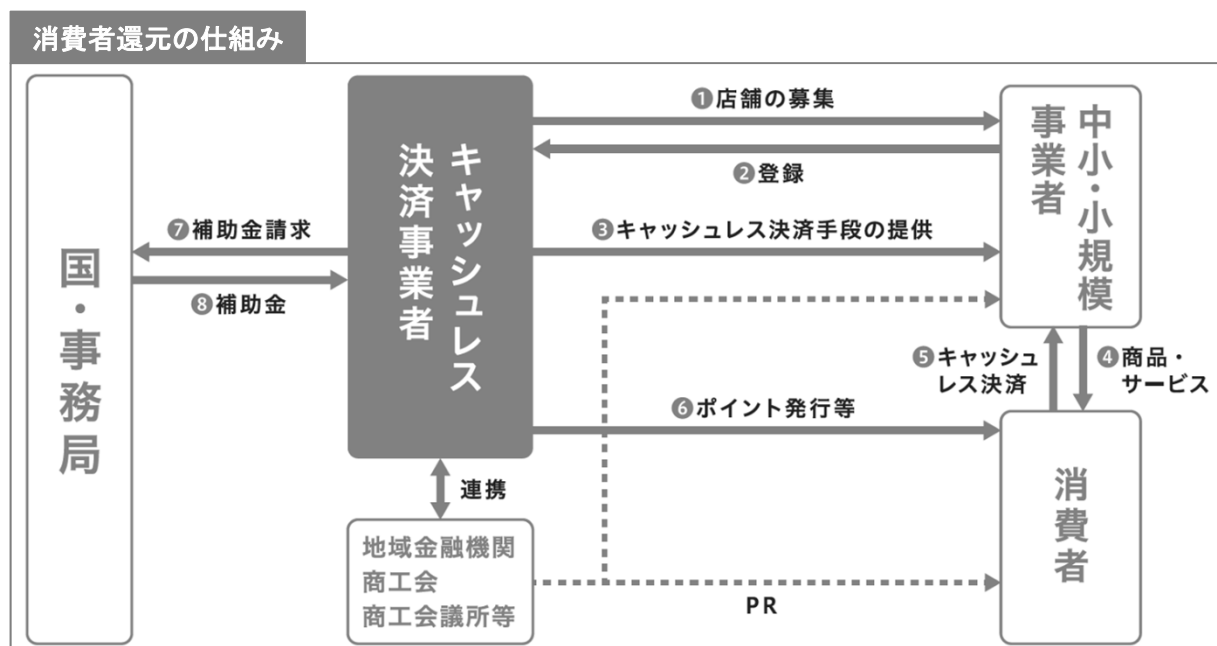 消費者還元の仕組み
国・事務局
キャッシュレス
決済事業者
中小・小規模
事業者
❶店舗の募集
❷登録
❸キャッシュレス決済手段の提供
❼補助金請求
❽補助金
❺キャッシュ
レス決済
❹商品・
サービス
❻ポイント発行等
連携
地域金融機関
商工会
商工会議所等
PR
消費者